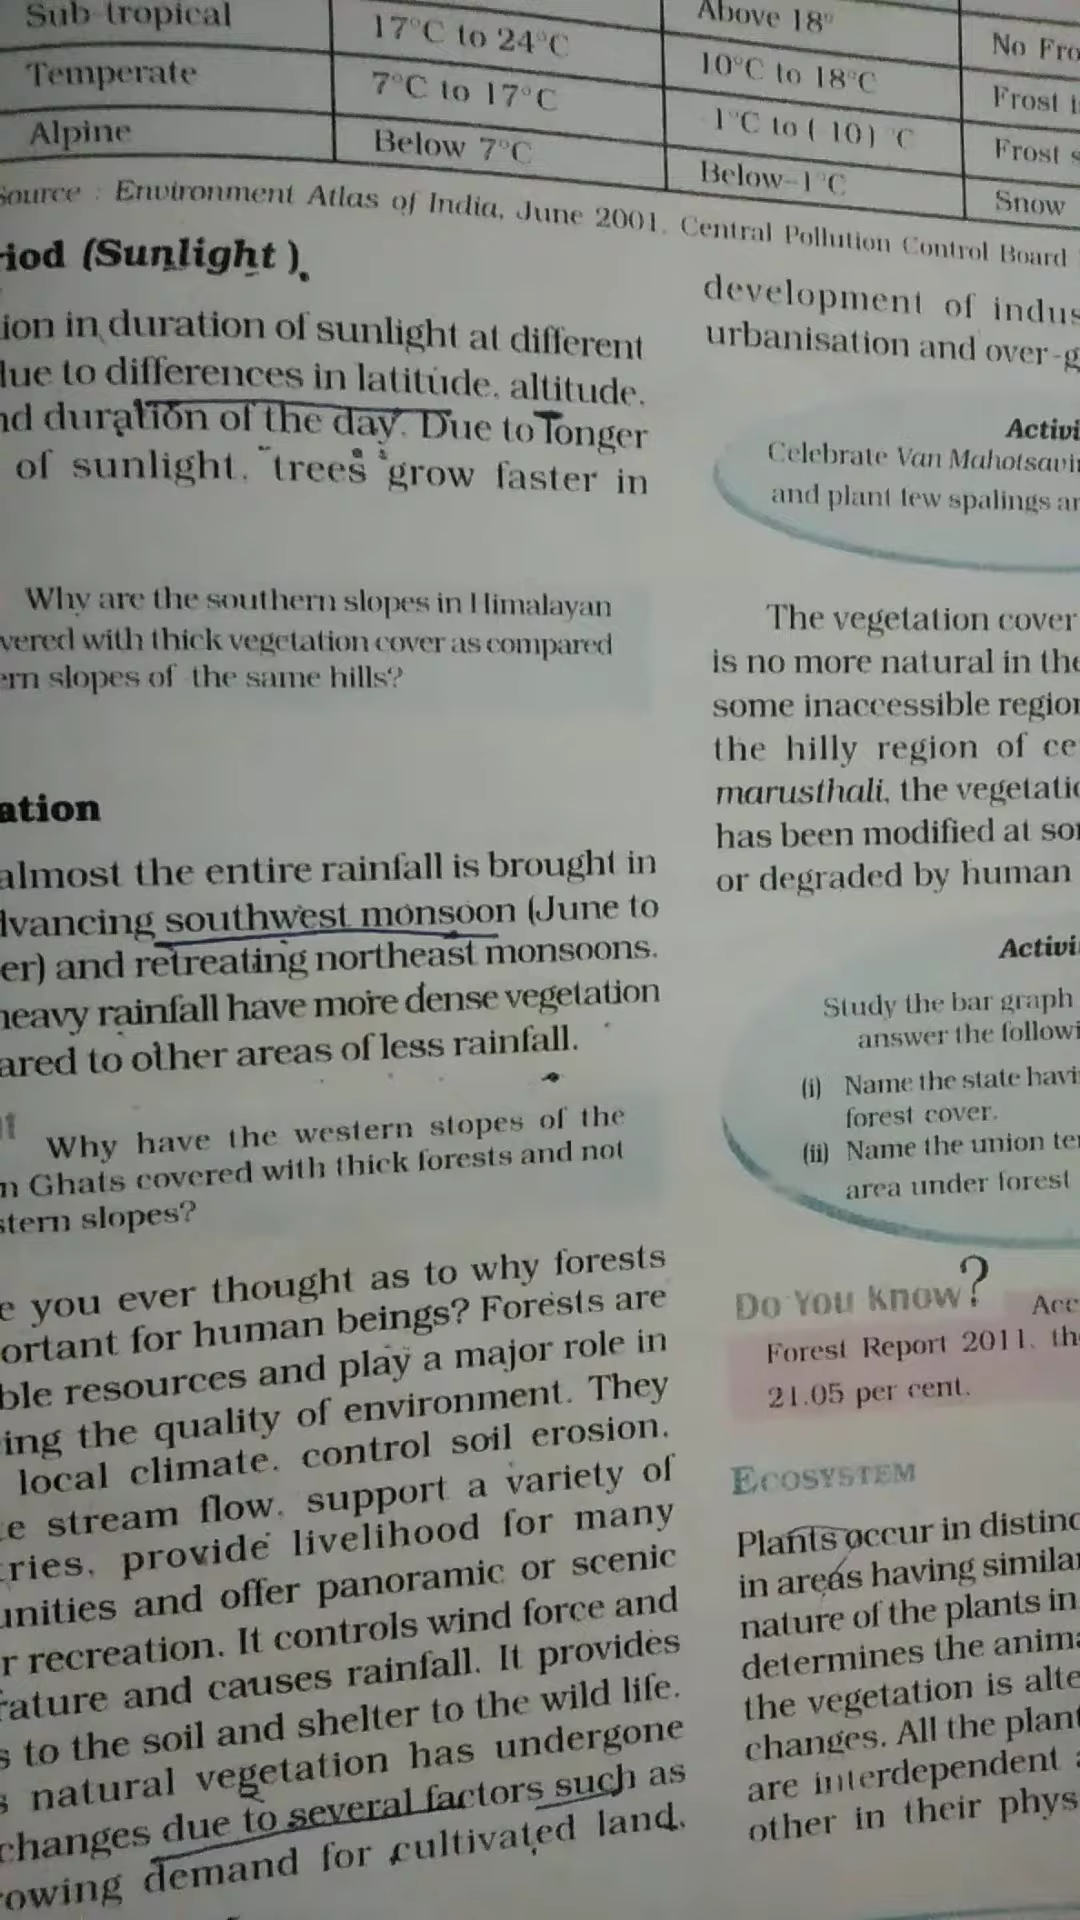 Sub tropical 17°C to 24°C Above 18° No Fro
Temperate 7°C to 17°C 10°C to 18°C Frost i
Alpine Below 7°C 1°C to ( 10) °C Frost s
Below-1°C Snow
Source : Environment Atlas of India, June 2001, Central Pollution Control Board
riod (Sunlight )
ion in duration of sunlight at different
lue to differences in latitude, altitude,
nd duration of the day. Due to longer
of sunlight, trees grow faster in
Why are the southern slopes in Himalayan
vered with thick vegetation cover as compared
ern slopes of the same hills?
ation
almost the entire rainfall is brought in
dvancing southwest monsoon (June to
er) and retreating northeast monsoons.
heavy rainfall have more dense vegetation
ared to other areas of less rainfall.
Why have the western stopes of the
n Ghats covered with thick forests and not
stern slopes?
e you ever thought as to why forests
ortant for human beings? Forests are
ble resources and play a major role in
ing the quality of environment. They
local climate, control soil erosion,
e stream flow, support a variety of
tries, provide livelihood for many
unities and offer panoramic or scenic
r recreation. It controls wind force and
rature and causes rainfall. It provides
s to the soil and shelter to the wild life.
s natural vegetation has undergone
changes due to several factors such as
rowing demand for cultivated land,
development of indus
urbanisation and over-g
Activi
Celebrate Van Mahotsavin
and plant few spalings ar
The vegetation cover
is no more natural in the
some inaccessible region
the hilly region of ce
marusthali, the vegetatio
has been modified at son
or degraded by human
Activi
Study the bar graph
answer the followi
(i) Name the state havi
forest cover.
(ii) Name the union ter
area under forest
Do You Know? Acc
Forest Report 2011, the
21.05 per cent.
ECOSYSTEM
Plants occur in distinc
in areas having similar
nature of the plants in
determines the anima
the vegetation is alte
changes. All the plant
are interdependent a
other in their phys